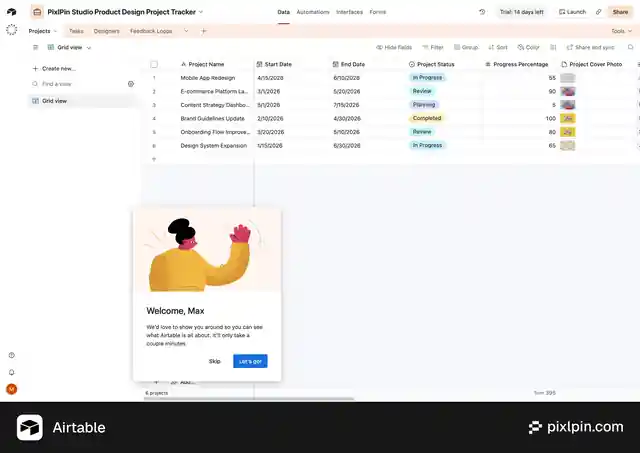 PixlPin Studio Product Design Project Tracker
Data Automations Interfaces Forms
Trial: 14 days left Launch Share
Projects Tasks Designers Feedback Loops
Tools
Grid view
Hide Fields Filter Group Sort Color Share and sync
Create new...
Find a view
Grid view
Project Name Start Date End Date Project Status Progress Percentage Project Cover Photo
1 Mobile App Redesign 4/15/2026 6/10/2026 In Progress 55
2 E-commerce Platform La... 3/1/2026 5/20/2026 Review 90
3 Content Strategy Dashbo... 5/1/2026 7/15/2026 Planning 5
4 Brand Guidelines Update 2/10/2026 4/30/2026 Completed 100
5 Onboarding Flow Improve... 3/20/2026 5/10/2026 Review 80
6 Design System Expansion 1/15/2026 6/30/2026 In Progress 65
Welcome, Max
We'd love to show you around so you can see
what Airtable is all about. It'll only take a
couple minutes
Skip Let's go!
Add...
6 projects
Sum 395
M
Airtable
pixlpin.com